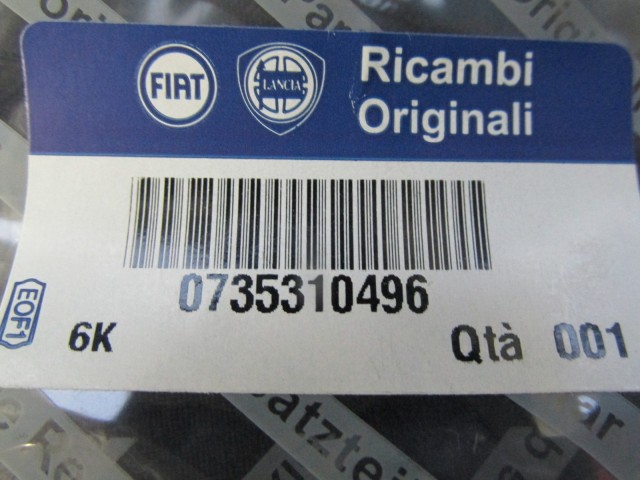 FIAT
LANCIA
Ricambi
Originali
0735310496
EOF1
6K
Qtà 001